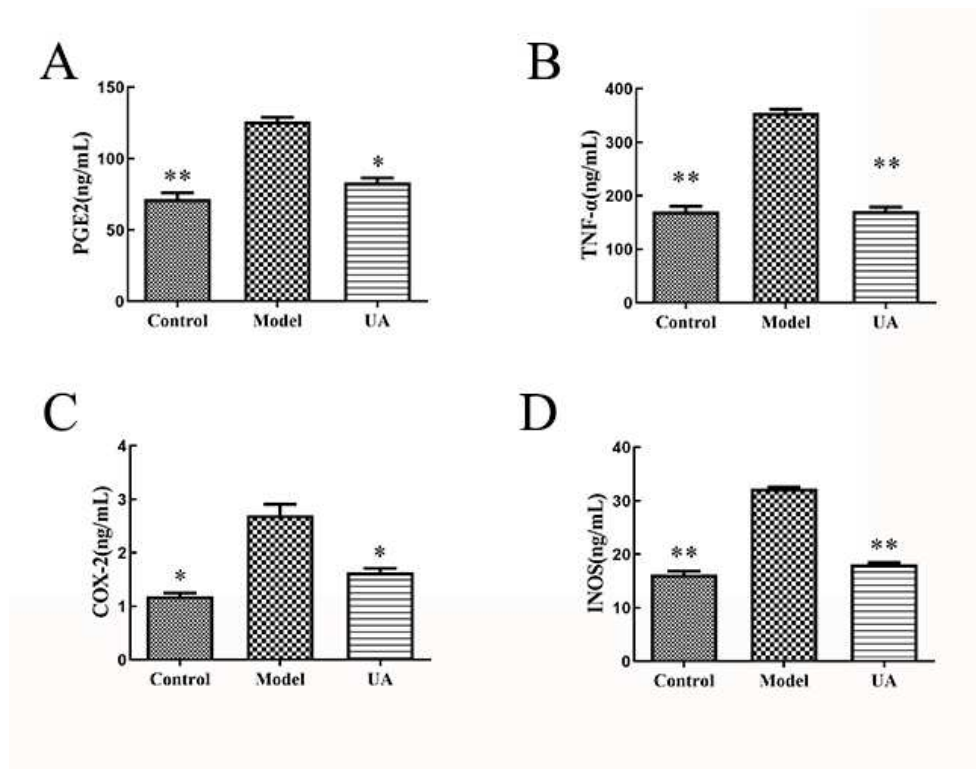 A
PGE2(ng/mL)
150
100
50
0
**
*
Control Model UA
B
TNF-α(ng/mL)
400
300
200
100
0
**
**
Control Model UA
C
COX-2(ng/mL)
4
3
2
1
0
*
*
Control Model UA
D
INOS(ng/mL)
40
30
20
10
0
**
**
Control Model UA